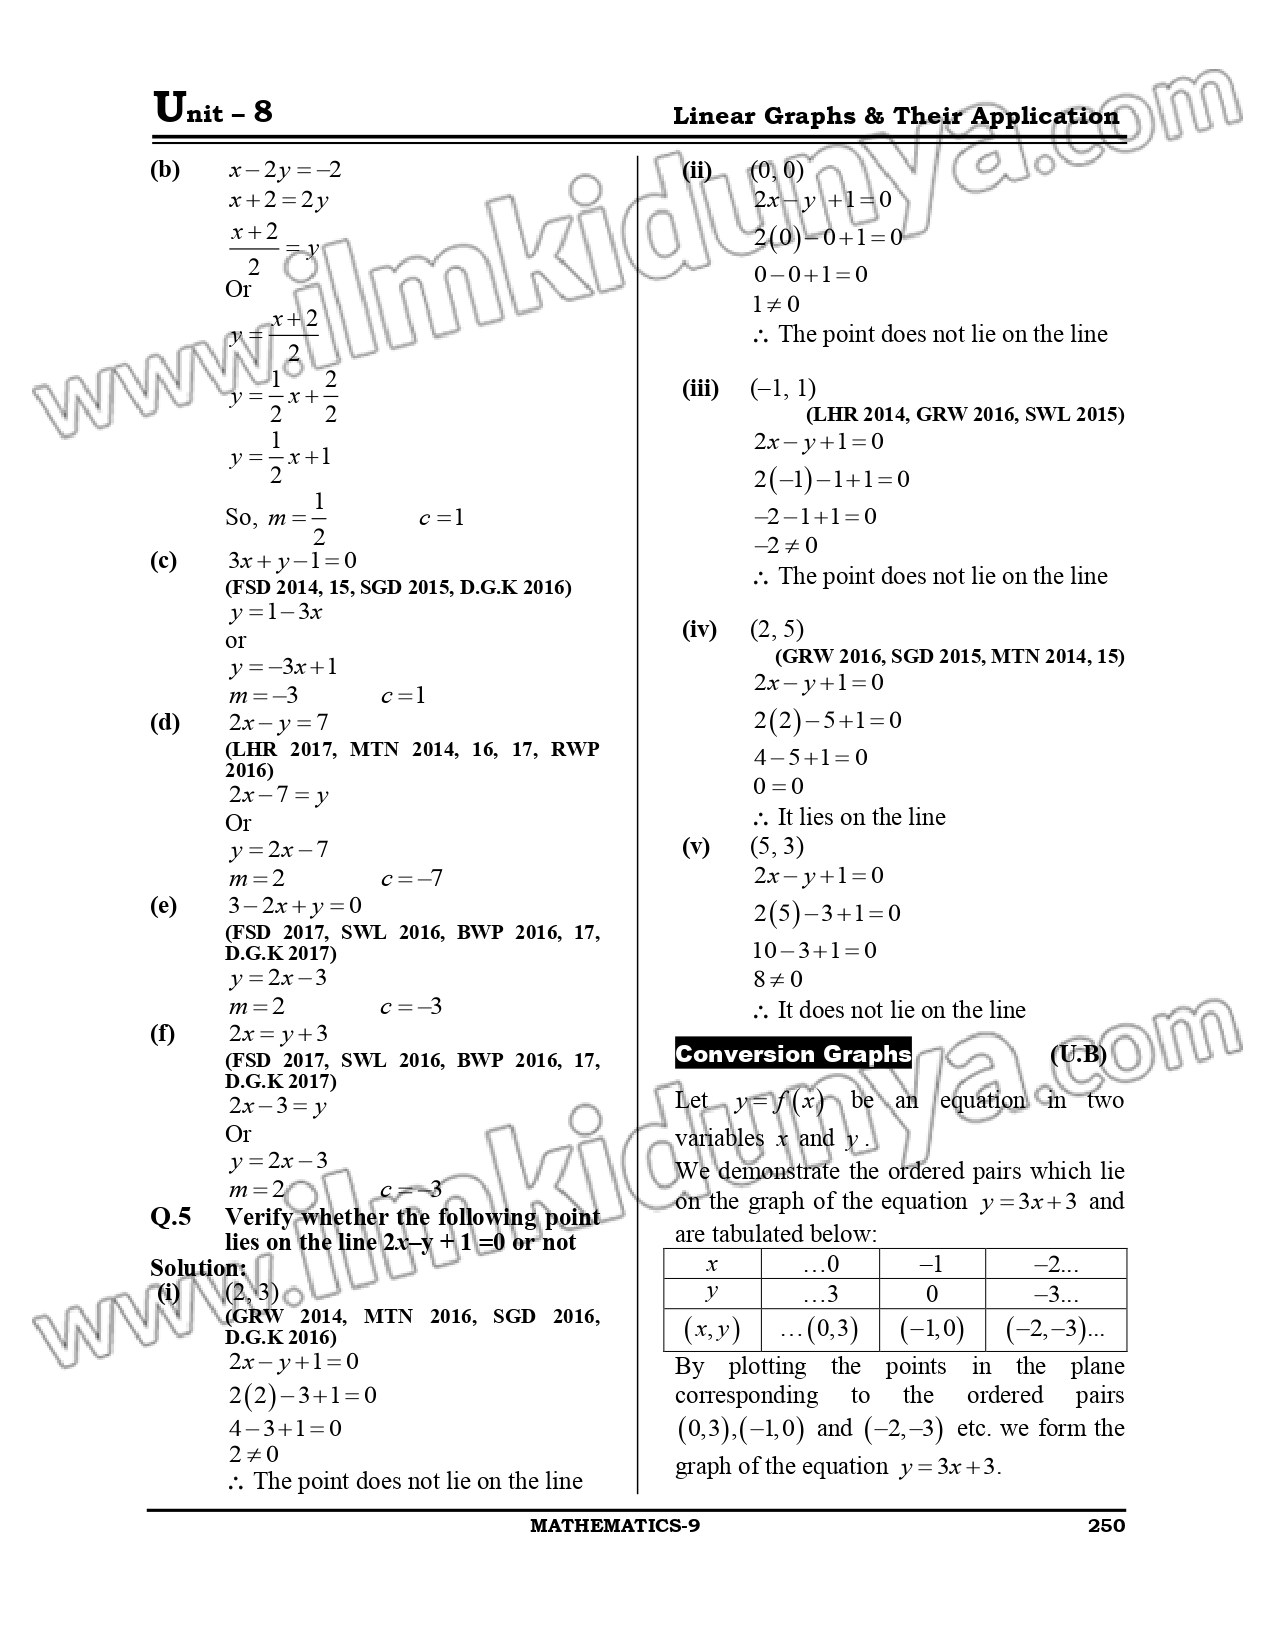 Unit – 8
Linear Graphs & Their Application
(b) x − 2y = −2
x + 2 = 2y
(x + 2)/2 = y
Or
y = (x + 2)/2
y = 1/2 x + 2/2
y = 1/2 x + 1
So, m = 1/2 c = 1
(c) 3x + y − 1 = 0
(FSD 2014, 15, SGD 2015, D.G.K 2016)
y = 1 − 3x
or
y = −3x + 1
m = −3 c = 1
(d) 2x − y = 7
(LHR 2017, MTN 2014, 16, 17, RWP
2016)
2x − 7 = y
Or
y = 2x − 7
m = 2 c = −7
(e) 3 − 2x + y = 0
(FSD 2017, SWL 2016, BWP 2016, 17,
D.G.K 2017)
y = 2x − 3
m = 2 c = −3
(f) 2x = y + 3
(FSD 2017, SWL 2016, BWP 2016, 17,
D.G.K 2017)
2x − 3 = y
Or
y = 2x − 3
m = 2 c = −3
Q.5 Verify whether the following point
lies on the line 2x–y + 1 =0 or not
Solution:
(i) (2, 3)
(GRW 2014, MTN 2016, SGD 2016,
D.G.K 2016)
2x − y + 1 = 0
2(2) − 3 + 1 = 0
4 − 3 + 1 = 0
2 ≠ 0
∴ The point does not lie on the line
(ii) (0, 0)
2x − y + 1 = 0
2(0) − 0 + 1 = 0
0 − 0 + 1 = 0
1 ≠ 0
∴ The point does not lie on the line
(iii) (–1, 1)
(LHR 2014, GRW 2016, SWL 2015)
2x − y + 1 = 0
2(−1) − 1 + 1 = 0
−2 − 1 + 1 = 0
−2 ≠ 0
∴ The point does not lie on the line
(iv) (2, 5)
(GRW 2016, SGD 2015, MTN 2014, 15)
2x − y + 1 = 0
2(2) − 5 + 1 = 0
4 − 5 + 1 = 0
0 = 0
∴ It lies on the line
(v) (5, 3)
2x − y + 1 = 0
2(5) − 3 + 1 = 0
10 − 3 + 1 = 0
8 ≠ 0
∴ It does not lie on the line
Conversion Graphs (U.B)
Let y = f(x) be an equation in two
variables x and y.
We demonstrate the ordered pairs which lie
on the graph of the equation y = 3x + 3 and
are tabulated below:
x …0 –1 –2...
y …3 0 –3...
(x, y) …(0,3) (−1,0) (−2,−3)...
By plotting the points in the plane
corresponding to the ordered pairs
(0,3),(−1,0) and (−2,−3) etc. we form the
graph of the equation y = 3x + 3.
MATHEMATICS-9
250
www.ilmkidunya.com
www.ilmkidunya.com